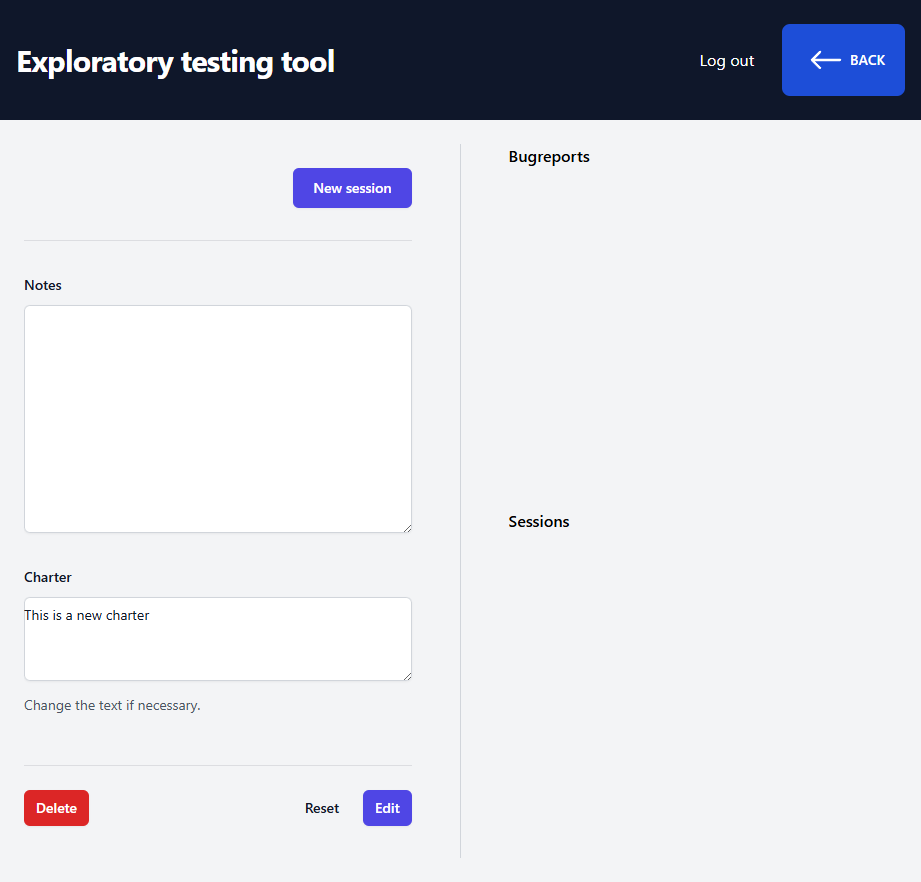 Exploratory testing tool
Log out
BACK
New session
Notes
Charter
This is a new charter
Change the text if necessary.
Delete
Reset
Edit
Bugreports
Sessions